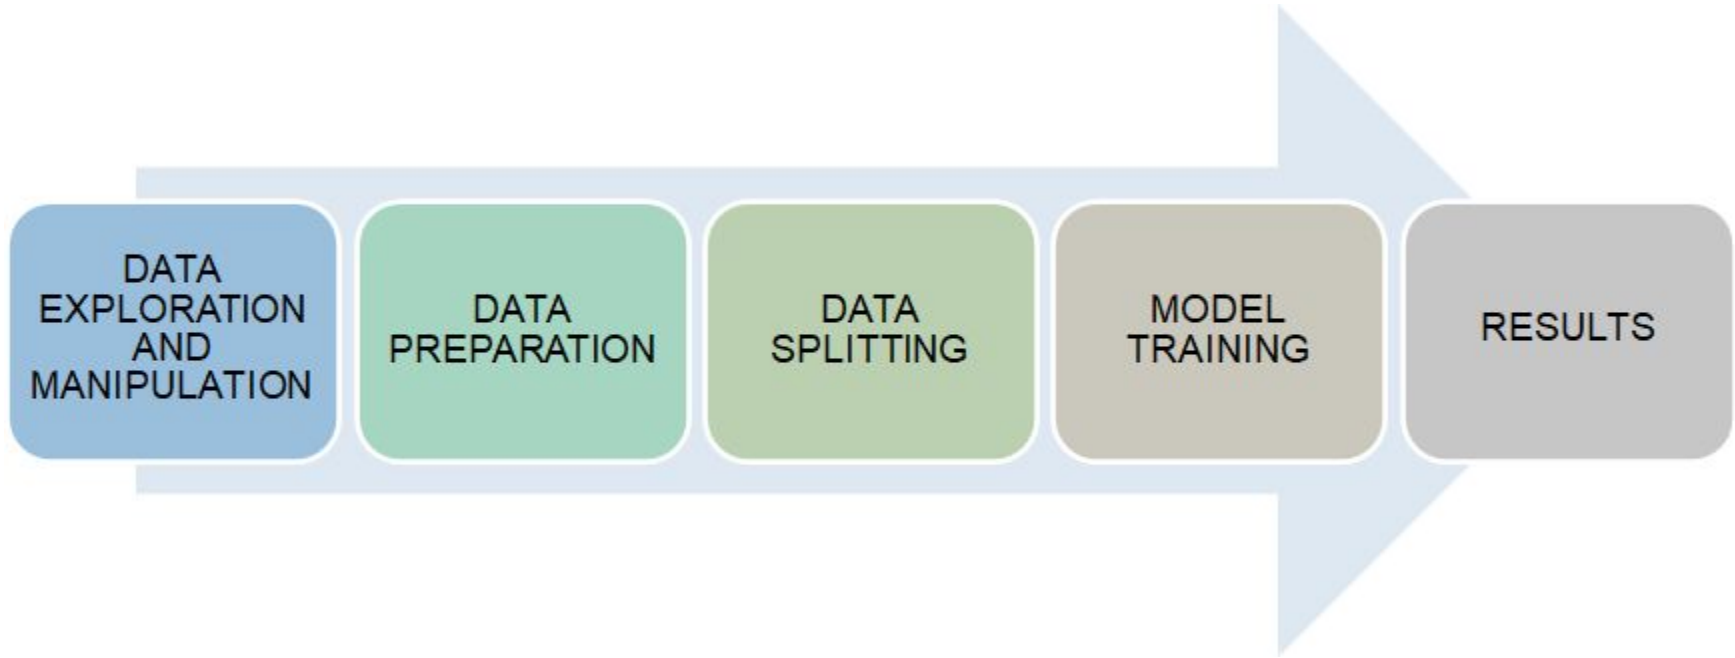 DATA
EXPLORATION
AND
MANIPULATION
DATA
PREPARATION
DATA
SPLITTING
MODEL
TRAINING
RESULTS